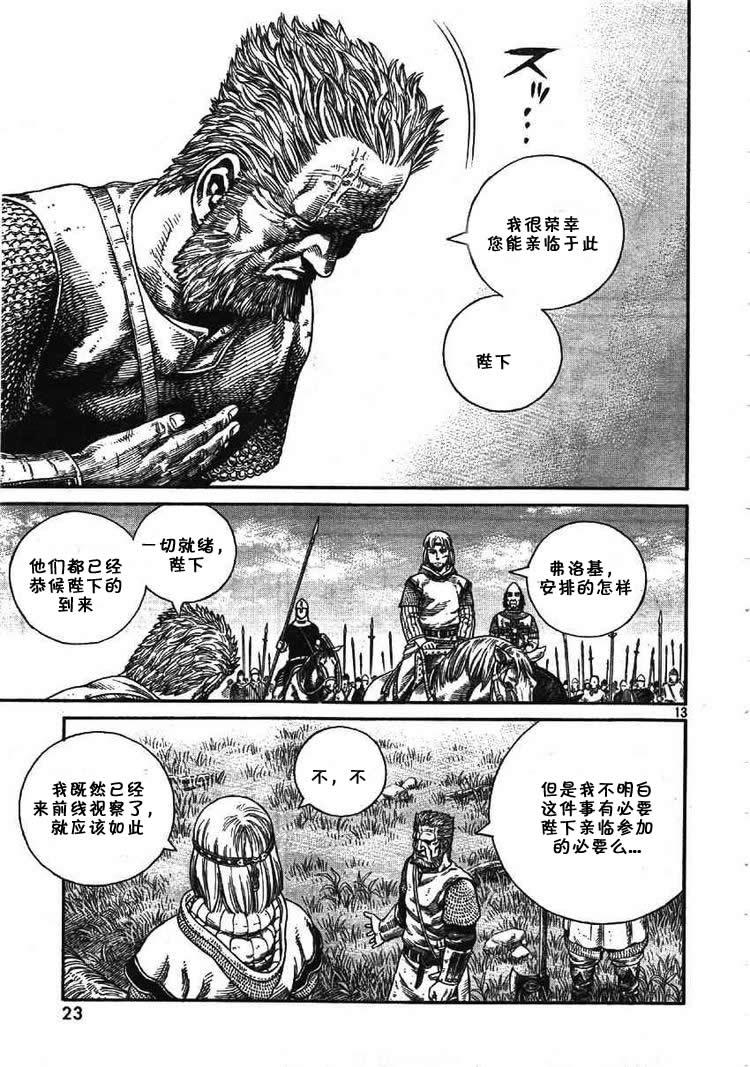 スッ…
我很荣幸
您能亲临于此
陛下
弗洛基，
安排的怎样
一切就绪，
陛下
他们都已经
恭候陛下的
到来
13
但是我不明白
这件事有必要
陛下亲临参加
的必要么...
不，不
我既然已经
来前线视察了，
就应该如此
23